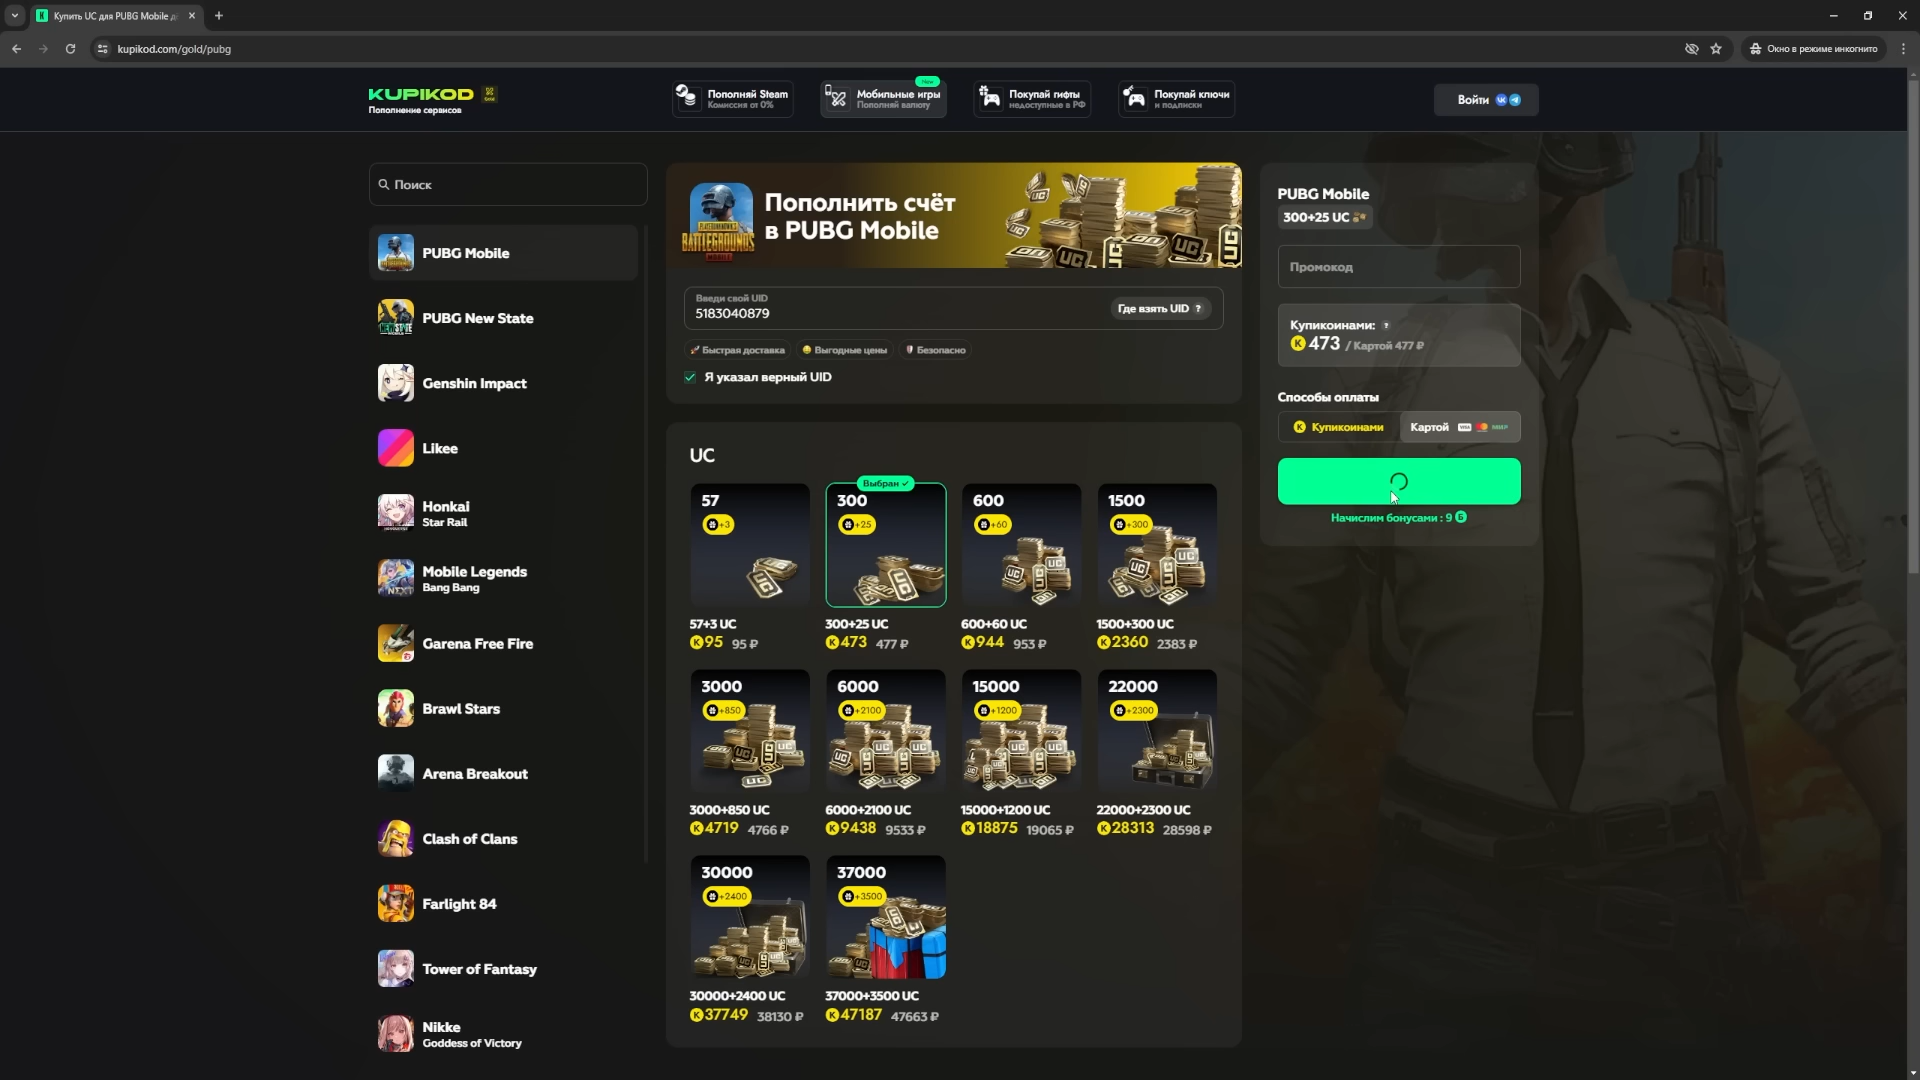 Купить UC для PUBG Mobile д
kupikod.com/gold/pubg
Окно в режиме инкогнито
KUPIKOD
Gold
Пополнение сервисов
Пополняй Steam
Комиссия от 0%
Мобильные игры
Пополняй валюту
New
Покупай гифты
недоступные в РФ
Покупай ключи
и подписки
Войти
Поиск
PUBG Mobile
PUBG New State
Genshin Impact
Likee
Honkai
Star Rail
Mobile Legends
Bang Bang
Garena Free Fire
Brawl Stars
Arena Breakout
Clash of Clans
Farlight 84
Tower of Fantasy
Nikke
Goddess of Victory
PLAYERUNKNOWN'S
BATTLEGROUNDS
MOBILE
Пополнить счёт
в PUBG Mobile
Введи свой UID
5183040879
Где взять UID ?
Быстрая доставка
Выгодные цены
Безопасно
Я указал верный UID
UC
57
+3
57+3 UC
95 95 ₽
Выбран ✓
300
+25
300+25 UC
473 477 ₽
600
+60
600+60 UC
944 953 ₽
1500
+300
1500+300 UC
2360 2383 ₽
3000
+850
3000+850 UC
4719 4766 ₽
6000
+2100
6000+2100 UC
9438 9533 ₽
15000
+1200
15000+1200 UC
18875 19065 ₽
22000
+2300
22000+2300 UC
28313 28598 ₽
30000
+2400
30000+2400 UC
37749 38130 ₽
37000
+3500
37000+3500 UC
47187 47663 ₽
PUBG Mobile
300+25 UC
Промокод
Купикоинами: ?
473 / Картой 477 ₽
Способы оплаты
Купикоинами
Картой VISA МИР
Начислим бонусами : 9 Б